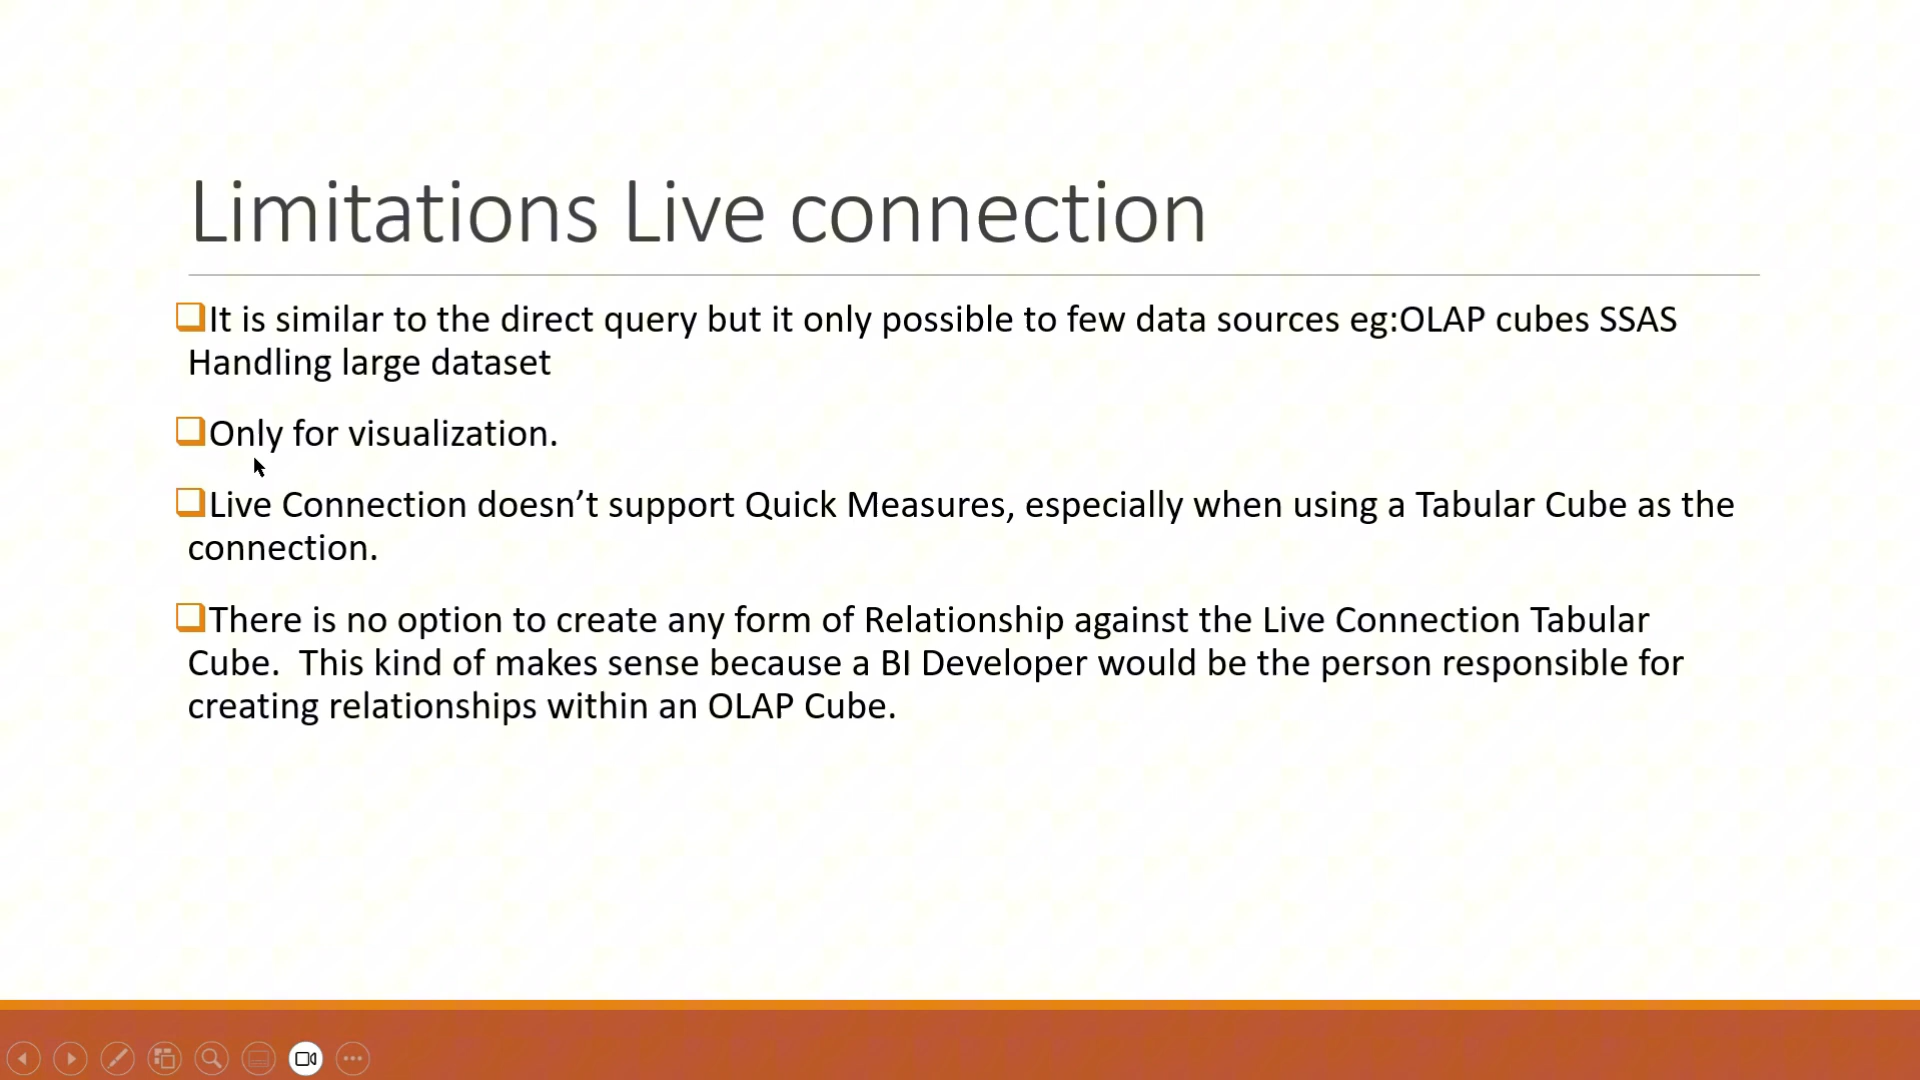 Limitations Live connection
It is similar to the direct query but it only possible to few data sources eg:OLAP cubes SSAS
Handling large dataset
Only for visualization.
Live Connection doesn’t support Quick Measures, especially when using a Tabular Cube as the
connection.
There is no option to create any form of Relationship against the Live Connection Tabular
Cube.  This kind of makes sense because a BI Developer would be the person responsible for
creating relationships within an OLAP Cube.